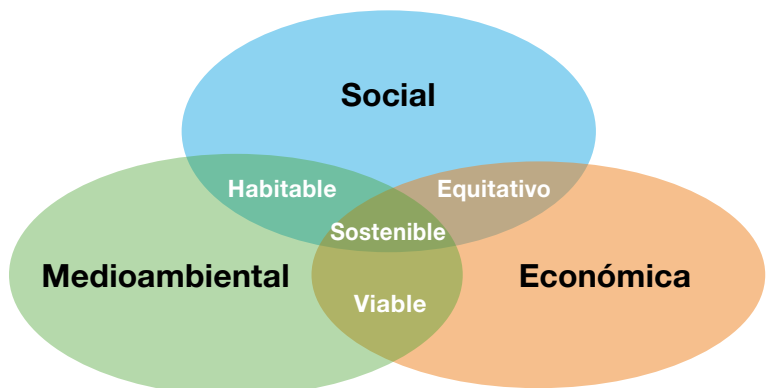 Social
Habitable
Equitativo
Sostenible
Medioambiental
Económica
Viable